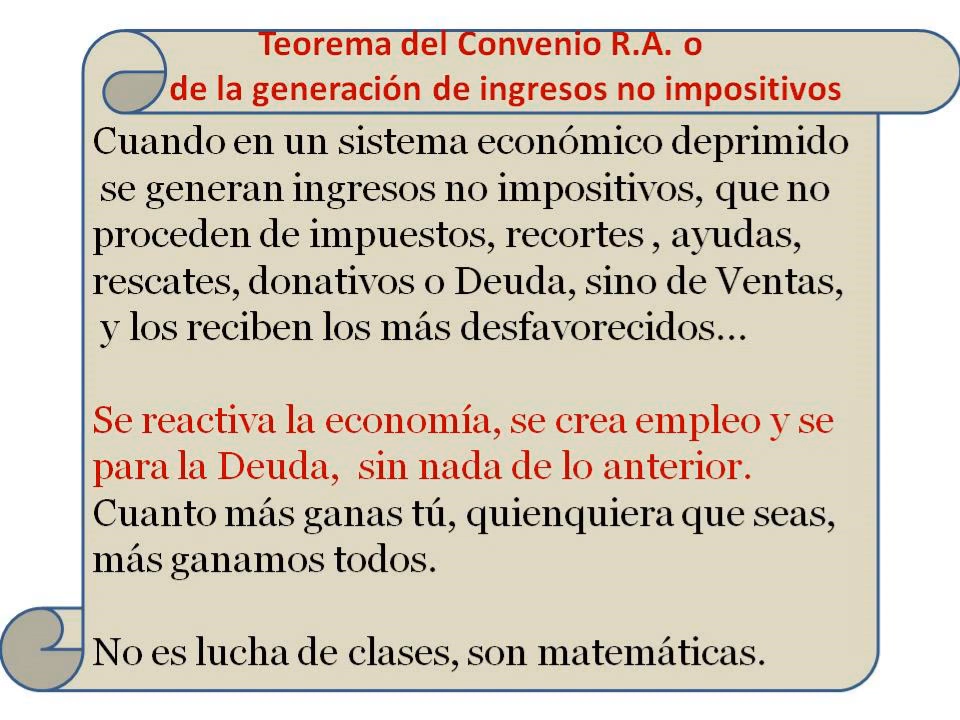 Teorema del Convenio R.A. o
de la generación de ingresos no impositivos
Cuando en un sistema económico deprimido
se generan ingresos no impositivos, que no
proceden de impuestos, recortes , ayudas,
rescates, donativos o Deuda, sino de Ventas,
y los reciben los más desfavorecidos...
Se reactiva la economía, se crea empleo y se
para la Deuda, sin nada de lo anterior.
Cuanto más ganas tú, quienquiera que seas,
más ganamos todos.
No es lucha de clases, son matemáticas.